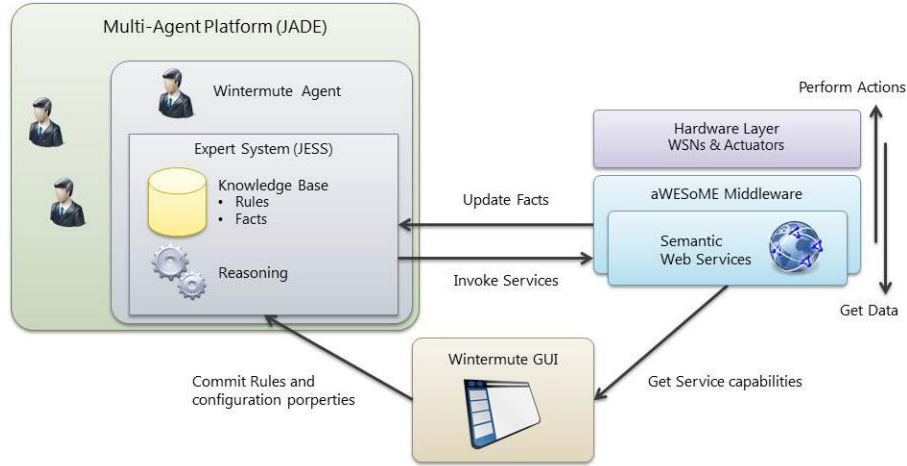 Multi-Agent Platform (JADE)
Wintermute Agent
Expert System (JESS)
Knowledge Base
• Rules
• Facts
Reasoning
Update Facts
Invoke Services
Perform Actions
Hardware Layer
WSNs & Actuators
aWESoME Middleware
Semantic
Web Services
Get Data
Wintermute GUI
Commit Rules and
configuration porperties
Get Service capabilities